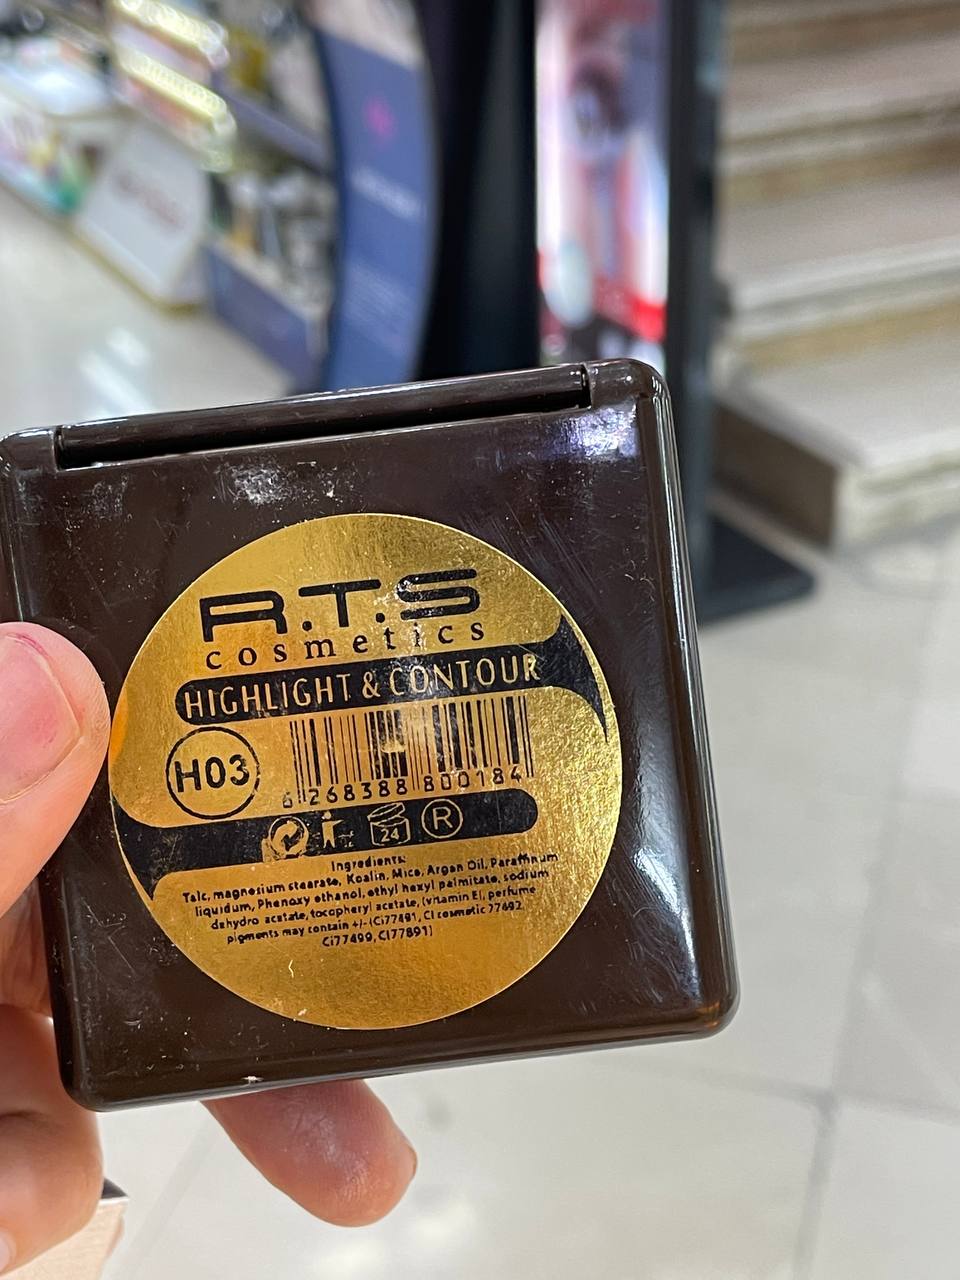 R.T.S
cosmetics
HIGHLIGHT & CONTOUR
H03
6 268388 800184
24
R
Ingredients:
Talc, magnesium stearate, Koalin, Mica, Argan Oil, Paraffinum
liquidum, Phenoxy ethanol, ethyl hexyl palmitate, sodium
dehydro acetate, tocopheryl acetate, (vitamin E), perfume
pigments may contain +/-(Ci77491, CI cosmetic 77492
Ci77499, CI77891)